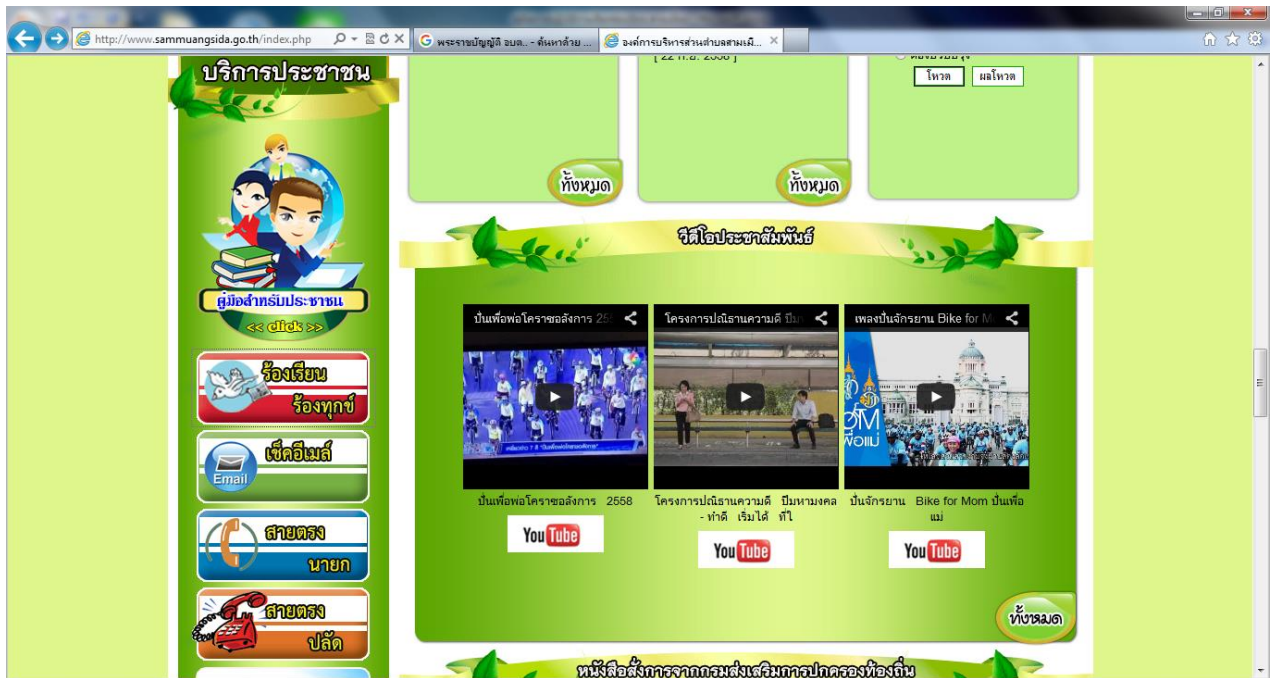 http://www.sammuangsida.go.th/index.php
พระราชบัญญัติ อบต.. - ค้นหาด้วย ...
องค์การบริหารส่วนตำบลสามเมื...
บริการประชาชน
[ 22 ก.ย. 2558 ]
โหวต
ผลโหวต
ทั้งหมด
ทั้งหมด
วีดีโอประชาสัมพันธ์
คู่มือสำหรับประชาชน
<< click >>
ปั่นเพื่อพ่อโคราชอลังการ 25
โครงการปณิธานความดี ปีม
เพลงปั่นจักรยาน Bike for M
ร้องเรียน
ร้องทุกข์
เช็คอีเมล์
Email
ปั่นเพื่อพ่อโคราชอลังการ 2558
โครงการปณิธานความดี ปีมหามงคล
- ทำดี เริ่มได้ ที่ใ
ปั่นจักรยาน Bike for Mom ปั่นเพื่อ
แม่
YouTube
YouTube
YouTube
สายตรง
นายก
สายตรง
ปลัด
ทั้งหมด
หนังสือสั่งการจากกรมส่งเสริมการปกครองท้องถิ่น